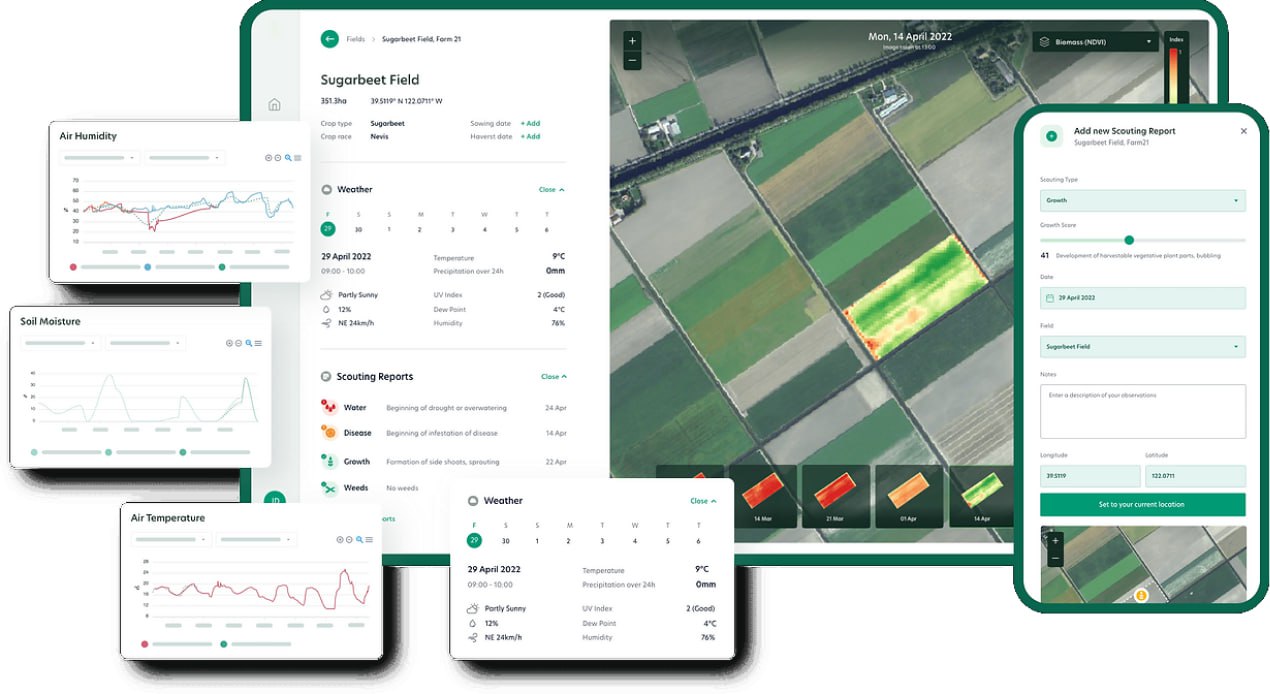 Fields > Sugarbeet Field, Farm 21
Sugarbeet Field
351.3ha 39.5119° N 122.0711° W
Crop type Sugarbeet Sowing date + Add
Crop race Nevis Haverst date + Add
Weather Close
F S S M T W T T
29 30 1 2 3 4 5 6
29 April 2022 Temperature 9°C
09:00 - 10:00 Precipitation over 24h 0mm
Partly Sunny UV Index 2 (Good)
12% Dew Point 4°C
NE 24km/h Humidity 76%
Scouting Reports Close
Water Beginning of drought or overwatering 24 Apr
Disease Beginning of infestation of disease 14 Apr
Growth Formation of side shoats, sprouting 22 Apr
Weeds No weeds
orts
JD
Air Humidity
70
60
50
40
30
20
10
%
Soil Moisture
40
30
20
10
0
%
Air Temperature
28
24
20
16
12
8
Weather Close
F S S M T W T T
29 30 1 2 3 4 5 6
29 April 2022 Temperature 9°C
09:00 - 10:00 Precipitation over 24h 0mm
Partly Sunny UV Index 2 (Good)
12% Dew Point 4°C
NE 24km/h Humidity 76%
+
−
Mon, 14 April 2022
Image taken at 13:00
Biomass (NDVI)
Index
1
14 Mar
21 Mar
01 Apr
14 Apr
Add new Scouting Report
Sugarbeet Field, Farm21
Scouting Type
Growth
Growth Score
41 Development of harvestable vegetative plant parts, bubbling
Date
29 April 2022
Field
Sugarbeet Field
Notes
Enter a description of your observations
Longitude Latitude
39.5119 122.0711
Set to your current location
+
−